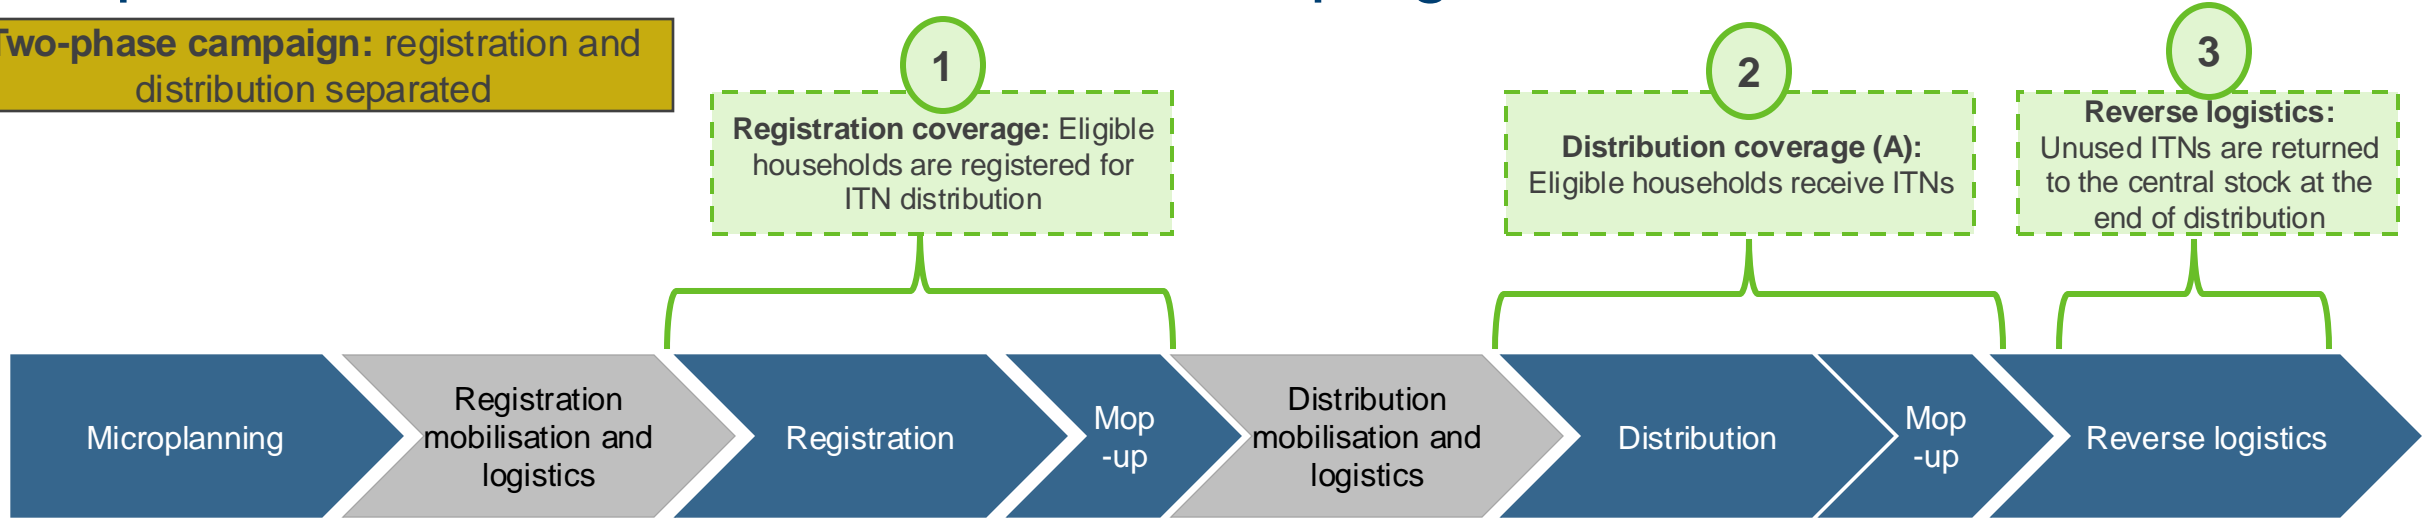 Two-phase campaign: registration and
distribution separated
1
Registration coverage: Eligible
households are registered for
ITN distribution
2
Distribution coverage (A):
Eligible households receive ITNs
3
Reverse logistics:
Unused ITNs are returned
to the central stock at the
end of distribution
Microplanning
Registration
mobilisation and
logistics
Registration
Mop
-up
Distribution
mobilisation and
logistics
Distribution
Mop
-up
Reverse logistics